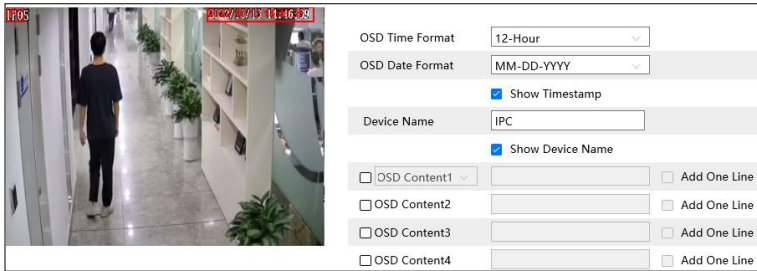 OSD Time Format 12-Hour
OSD Date Format MM-DD-YYYY
Show Timestamp
Device Name IPC
Show Device Name
OSD Content1 Add One Line
OSD Content2 Add One Line
OSD Content3 Add One Line
OSD Content4 Add One Line